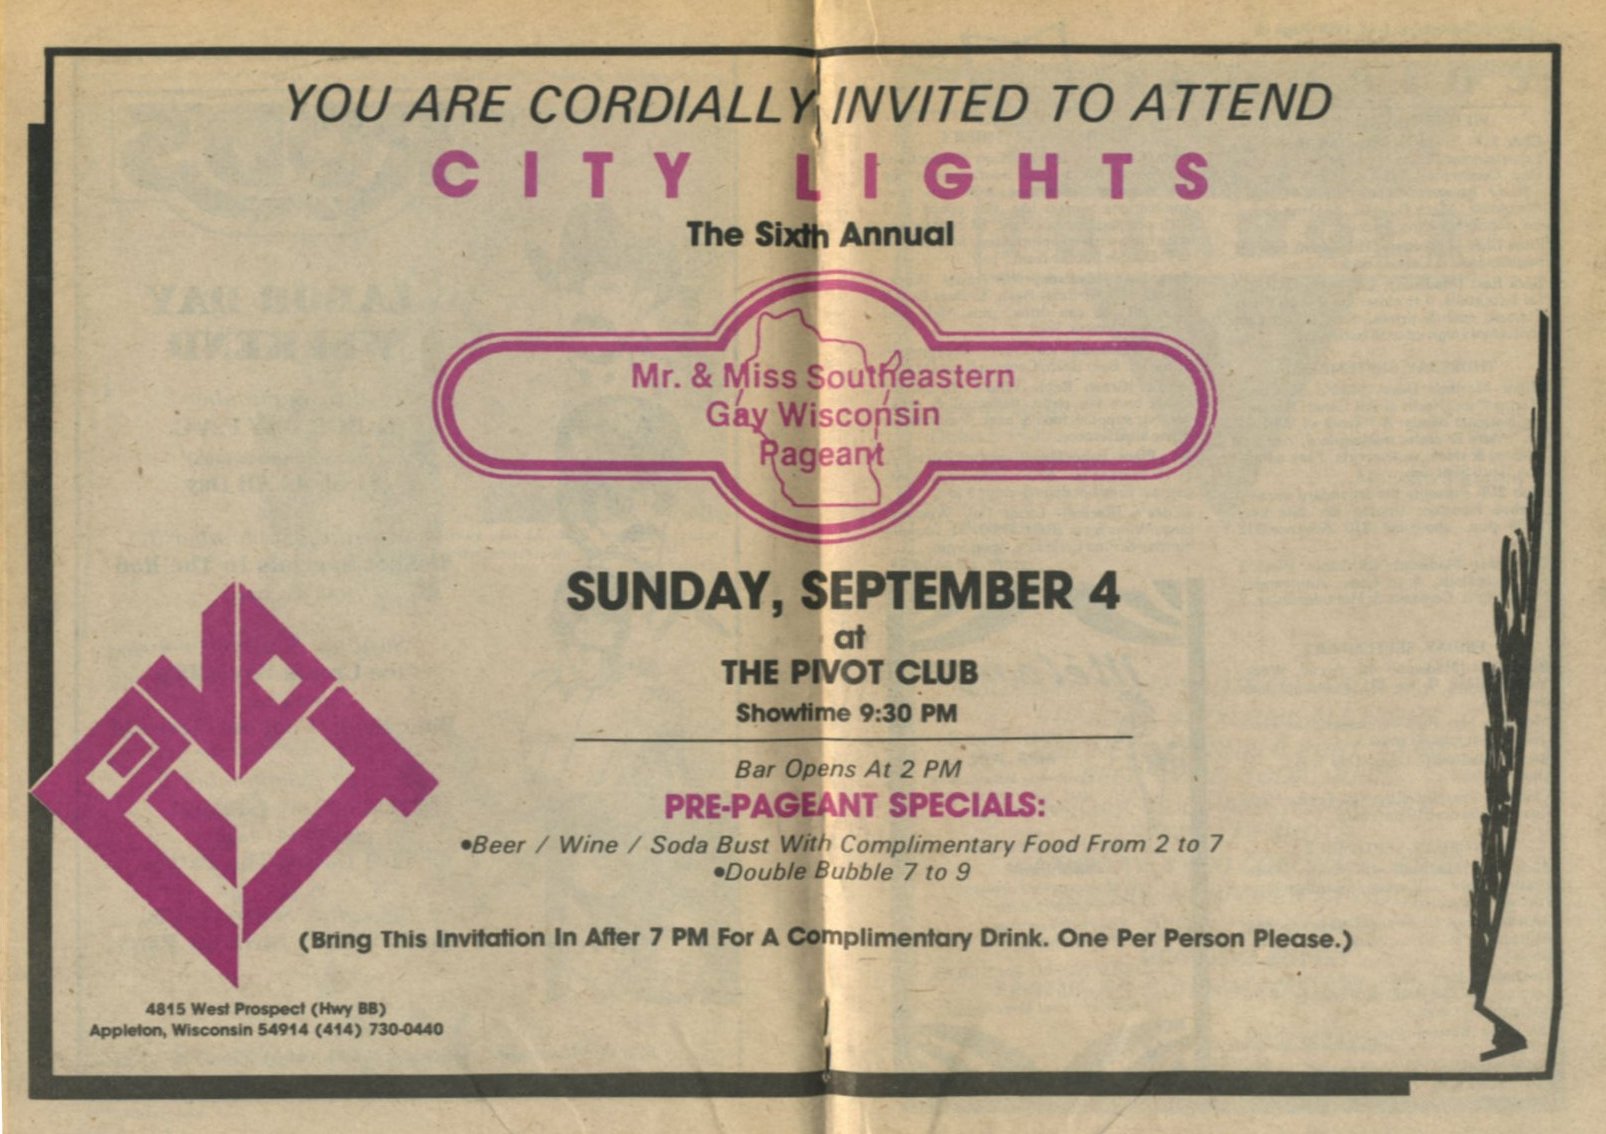 YOU ARE CORDIALLY INVITED TO ATTEND
CITY LIGHTS
The Sixth Annual
Mr. & Miss Southeastern
Gay Wisconsin
Pageant
SUNDAY, SEPTEMBER 4
at
THE PIVOT CLUB
Showtime 9:30 PM
Bar Opens At 2 PM
PRE-PAGEANT SPECIALS:
•Beer / Wine / Soda Bust With Complimentary Food From 2 to 7
•Double Bubble 7 to 9
(Bring This Invitation In After 7 PM For A Complimentary Drink. One Per Person Please.)
PIVOT
4815 West Prospect (Hwy BB)
Appleton, Wisconsin 54914 (414) 730-0440